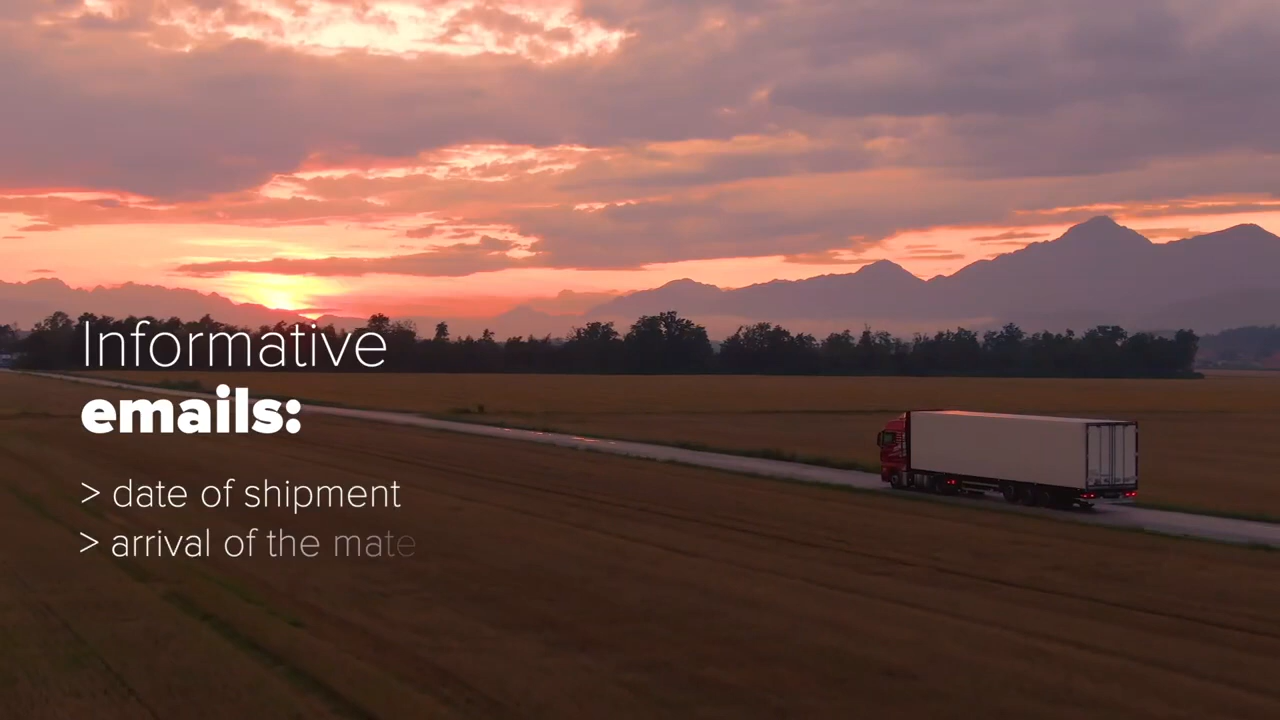 Informative
emails:
> date of shipment
> arrival of the mate